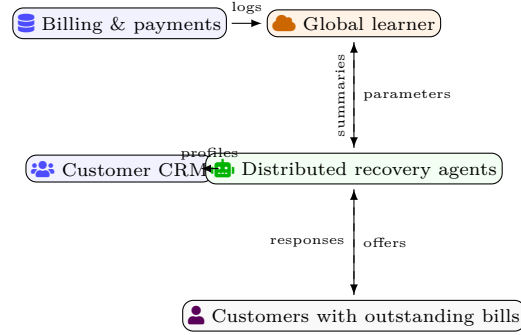 Billing & payments
logs
Global learner
summaries
parameters
profiles
Customer CRM
Distributed recovery agents
responses
offers
Customers with outstanding bills